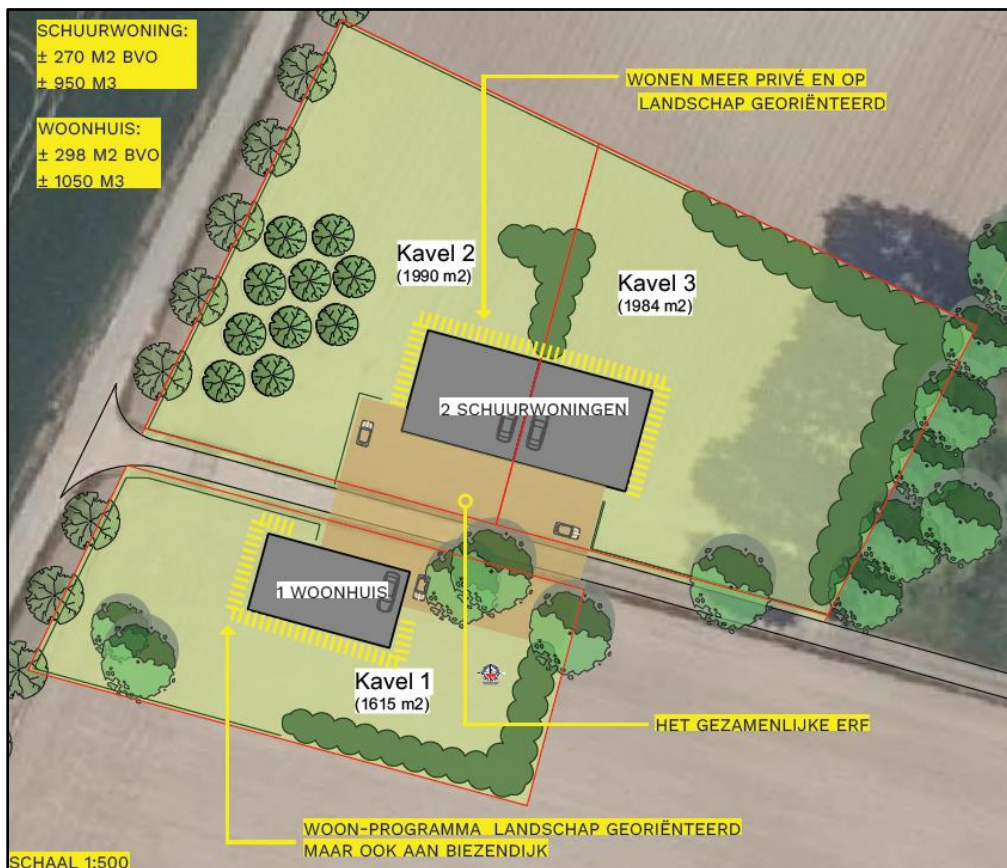 SCHUURWONING:
± 270 M2 BVO
± 950 M3
WOONHUIS:
± 298 M2 BVO
± 1050 M3
WONEN MEER PRIVÉ EN OP
LANDSCHAP GEORIËNTEERD
Kavel 2
(1990 m2)
Kavel 3
(1984 m2)
2 SCHUURWONINGEN
1 WOONHUIS
Kavel 1
(1615 m2)
HET GEZAMENLIJKE ERF
WOON-PROGRAMMA LANDSCHAP GEORIËNTEERD
MAAR OOK AAN BIEZENDIJK
SCHAAL 1:500